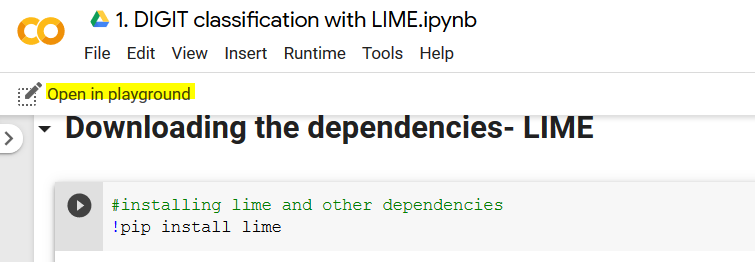 1. DIGIT classification with LIME.ipynb
File Edit View Insert Runtime Tools Help
Open in playground
Downloading the dependencies- LIME
#installing lime and other dependencies
!pip install lime